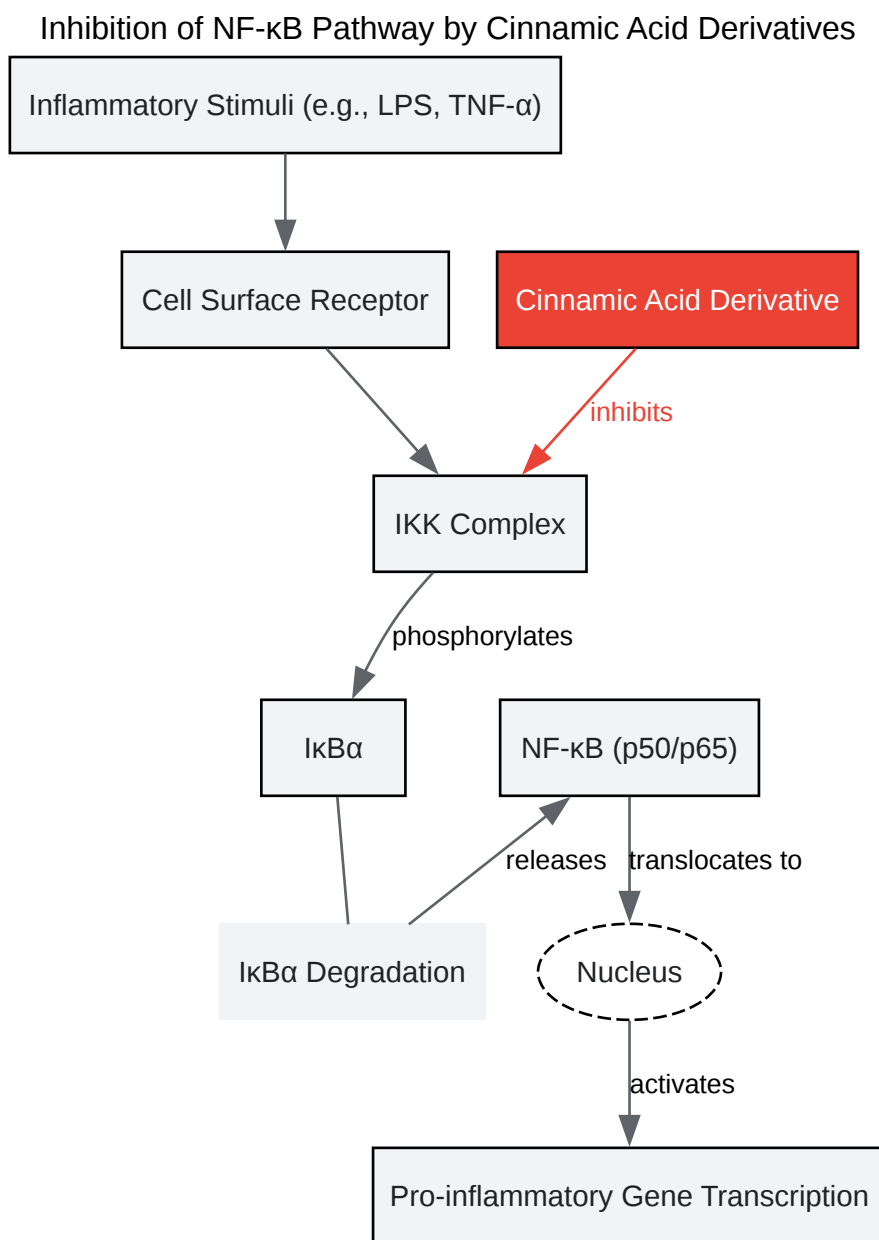 Inhibition of NF-κB Pathway by Cinnamic Acid Derivatives
Inflammatory Stimuli (e.g., LPS, TNF-α)
Cell Surface Receptor
Cinnamic Acid Derivative
inhibits
IKK Complex
phosphorylates
IκBα
NF-κB (p50/p65)
releases
translocates to
IκBα Degradation
Nucleus
activates
Pro-inflammatory Gene Transcription